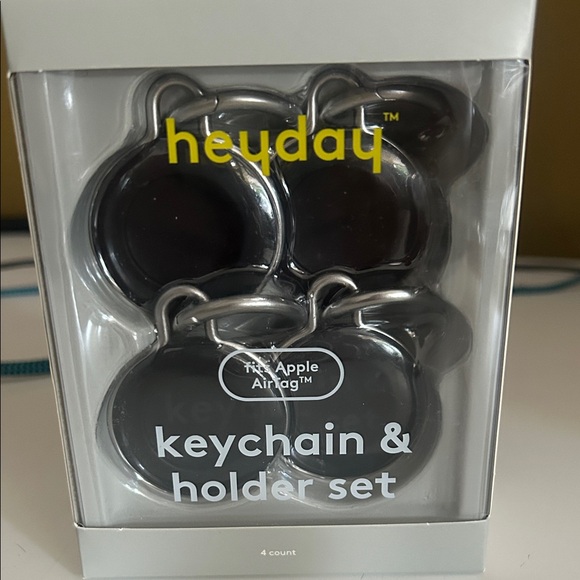 heyday™
fits Apple
AirTag™
keychain &
holder set
4 count